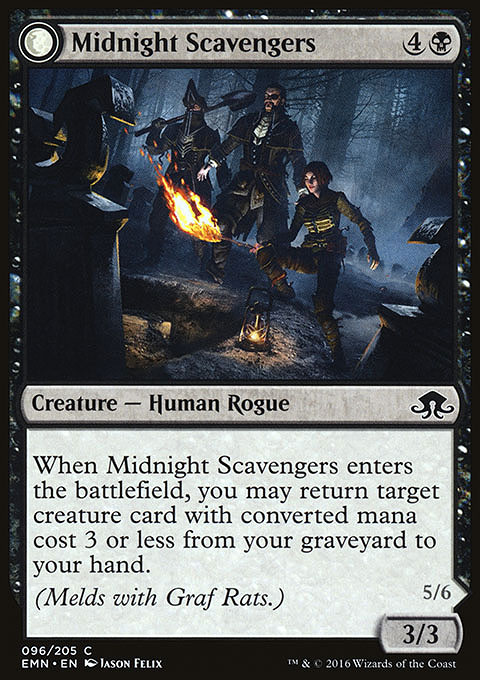 Midnight Scavengers 4
Creature — Human Rogue
When Midnight Scavengers enters
the battlefield, you may return target
creature card with converted mana
cost 3 or less from your graveyard to
your hand.
(Melds with Graf Rats.)
5/6
3/3
096/205 C
EMN • EN Jason Felix
™ & © 2016 Wizards of the Coast